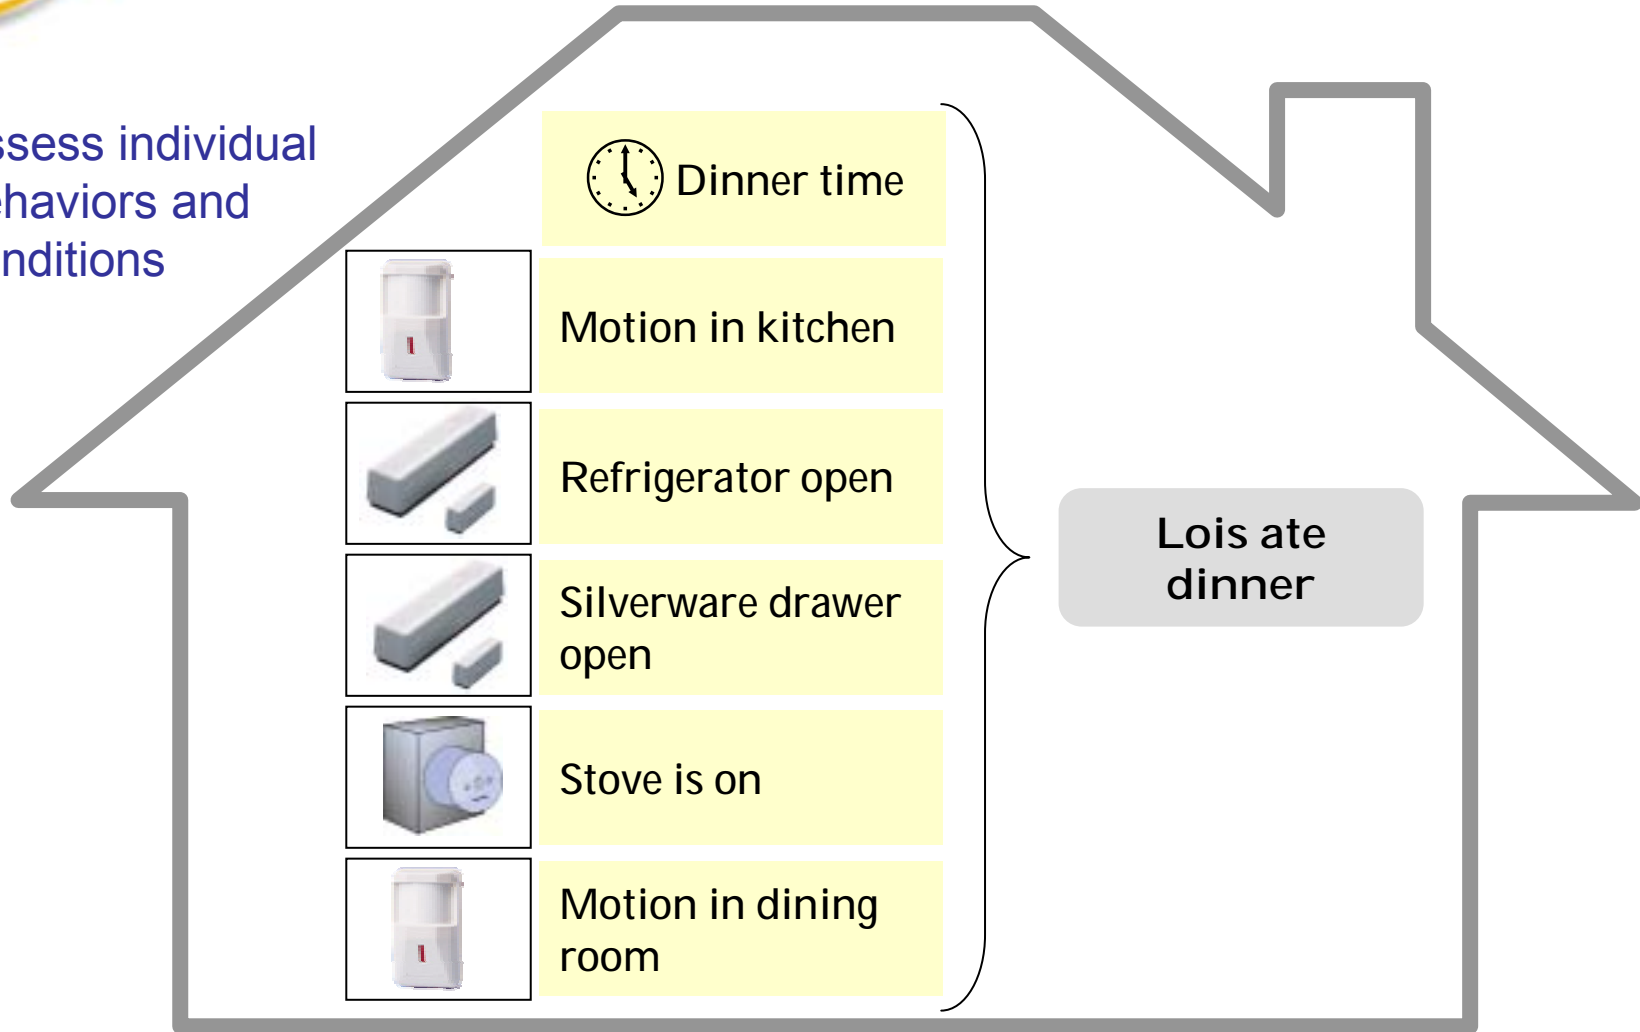 ssess individual
ehaviors and
nditions
Dinner time
Motion in kitchen
Refrigerator open
Silverware drawer
open
Stove is on
Motion in dining
room
Lois ate
dinner